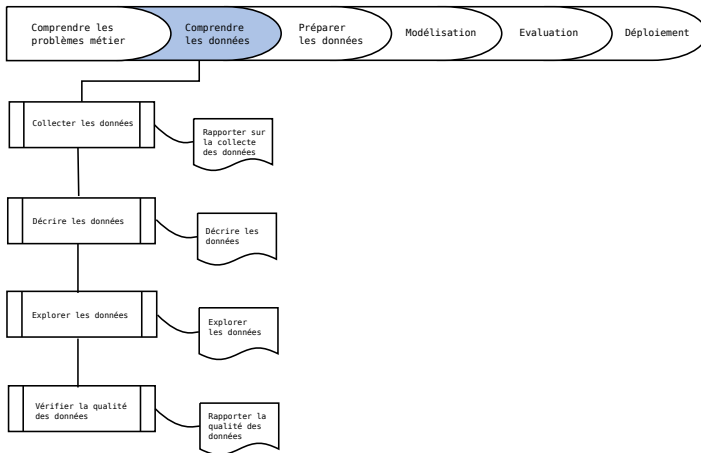 Comprendre les
problèmes métier
Comprendre
les données
Préparer
les données
Modélisation
Evaluation
Déploiement
Collecter les données
Rapporter sur
la collecte
des données
Décrire les données
Décrire les
données
Explorer les données
Explorer
les données
Vérifier la qualité
des données
Rapporter la
qualité des
données